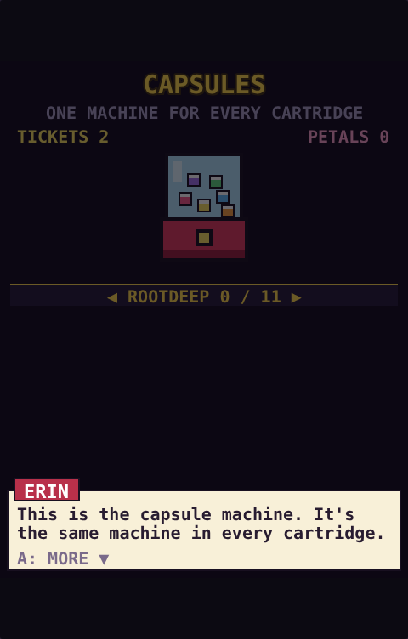 CAPSULES
ONE MACHINE FOR EVERY CARTRIDGE
TICKETS 2 PETALS 0
◀ ROOTDEEP 0 / 11 ▶
ERIN
This is the capsule machine. It's
the same machine in every cartridge.
A: MORE ▼